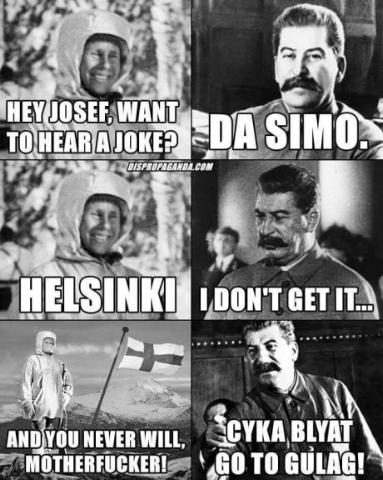 HEY JOSEF, WANT
TO HEAR A JOKE?
DA SIMO.
DISPROPAGANDA.COM
HELSINKI
I DON'T GET IT...
AND YOU NEVER WILL,
MOTHERFUCKER!
CYKA BLYAT
GO TO GULAG!